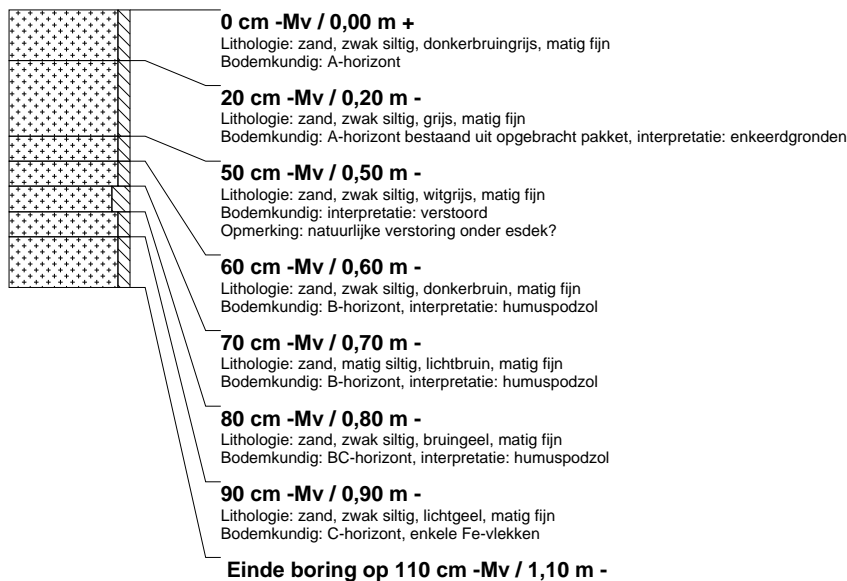 0 cm -Mv / 0,00 m +
Lithologie: zand, zwak siltig, donkerbruingrijs, matig fijn
Bodemkundig: A-horizont
20 cm -Mv / 0,20 m -
Lithologie: zand, zwak siltig, grijs, matig fijn
Bodemkundig: A-horizont bestaand uit opgebracht pakket, interpretatie: enkeerdgronden
50 cm -Mv / 0,50 m -
Lithologie: zand, zwak siltig, witgrijs, matig fijn
Bodemkundig: interpretatie: verstoord
Opmerking: natuurlijke verstoring onder esdek?
60 cm -Mv / 0,60 m -
Lithologie: zand, zwak siltig, donkerbruin, matig fijn
Bodemkundig: B-horizont, interpretatie: humuspodzol
70 cm -Mv / 0,70 m -
Lithologie: zand, matig siltig, lichtbruin, matig fijn
Bodemkundig: B-horizont, interpretatie: humuspodzol
80 cm -Mv / 0,80 m -
Lithologie: zand, zwak siltig, bruingeel, matig fijn
Bodemkundig: BC-horizont, interpretatie: humuspodzol
90 cm -Mv / 0,90 m -
Lithologie: zand, zwak siltig, lichtgeel, matig fijn
Bodemkundig: C-horizont, enkele Fe-vlekken
Einde boring op 110 cm -Mv / 1,10 m -